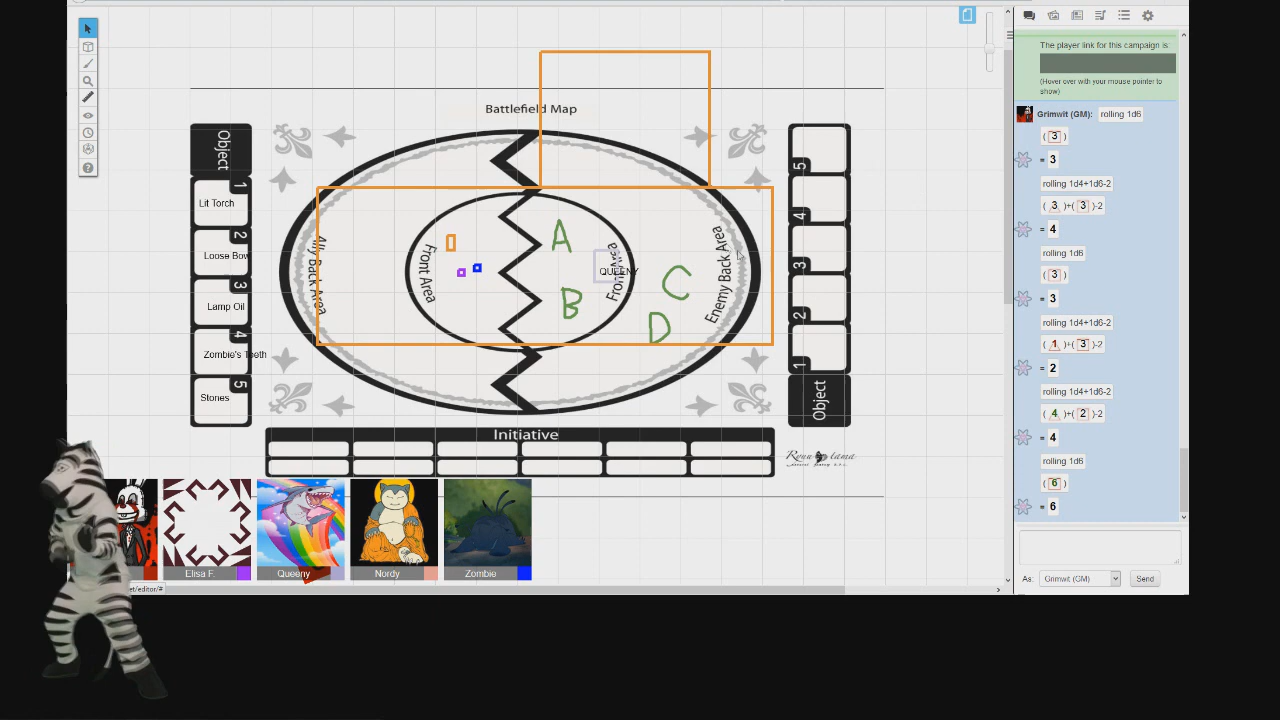 The player link for this campaign is:
(Hover over with your mouse pointer to
show)
Grimwit (GM): rolling 1d6
(3)
= 3
rolling 1d4+1d6-2
(3)+(3)-2
= 4
rolling 1d6
(3)
= 3
rolling 1d4+1d6-2
(1)+(3)-2
= 2
rolling 1d4+1d6-2
(4)+(2)-2
= 4
rolling 1d6
(6)
= 6
As: Grimwit (GM) Send
Battlefield Map
Object
1
Lit Torch
2
Loose Bow
3
Lamp Oil
4
Zombie's Teeth
5
Stones
Ally Back Area
Front Area
A
B
C
D
QUEENY
Front Area
Enemy Back Area
5
4
3
2
1
Object
Initiative
Elisa F.
Queeny
Nordy
Zombie
et/editor/#